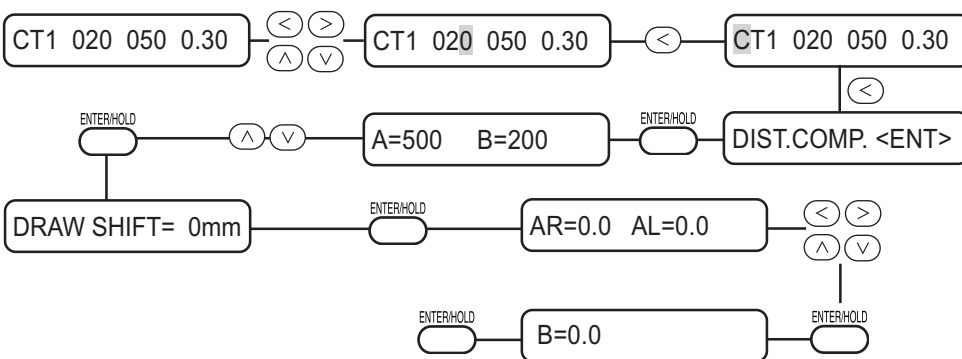 CT1 020 050 0.30
< >
∧ ∨
CT1 020 050 0.30
<
CT1 020 050 0.30
<
DIST.COMP. <ENT>
ENTER/HOLD
A=500 B=200
∧ ∨
ENTER/HOLD
DRAW SHIFT= 0mm
ENTER/HOLD
AR=0.0 AL=0.0
< >
∧ ∨
ENTER/HOLD
B=0.0
ENTER/HOLD